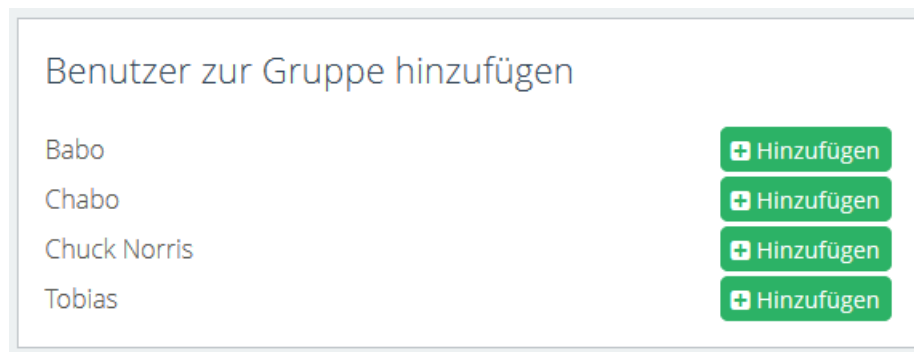 Benutzer zur Gruppe hinzufügen
Babo Hinzufügen
Chabo Hinzufügen
Chuck Norris Hinzufügen
Tobias Hinzufügen